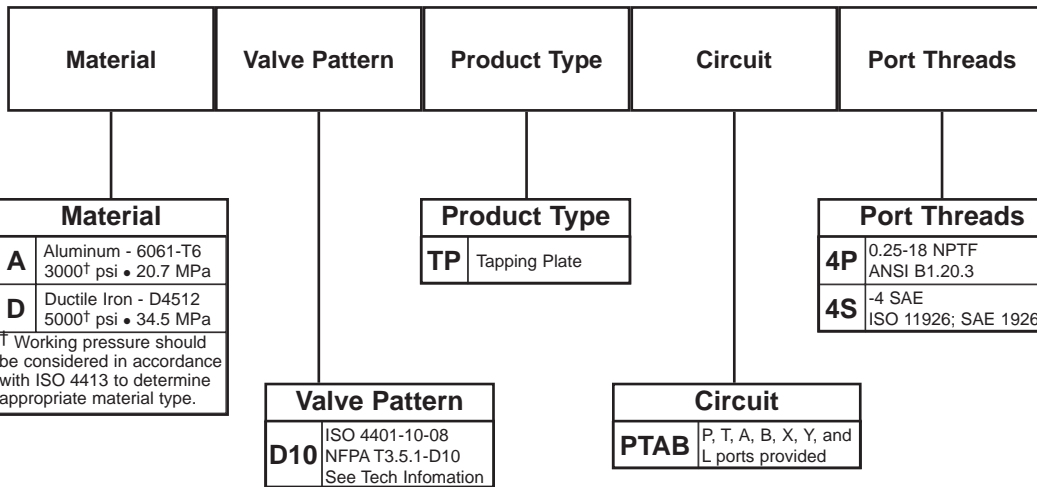 Material
Valve Pattern
Product Type
Circuit
Port Threads
Material
A
Aluminum - 6061-T6
3000† psi • 20.7 MPa
D
Ductile Iron - D4512
5000† psi • 34.5 MPa
† Working pressure should
be considered in accordance
with ISO 4413 to determine
appropriate material type.
Valve Pattern
D10
ISO 4401-10-08
NFPA T3.5.1-D10
See Tech Infomation
Product Type
TP
Tapping Plate
Circuit
PTAB
P, T, A, B, X, Y, and
L ports provided
Port Threads
4P
0.25-18 NPTF
ANSI B1.20.3
4S
-4 SAE
ISO 11926; SAE 1926